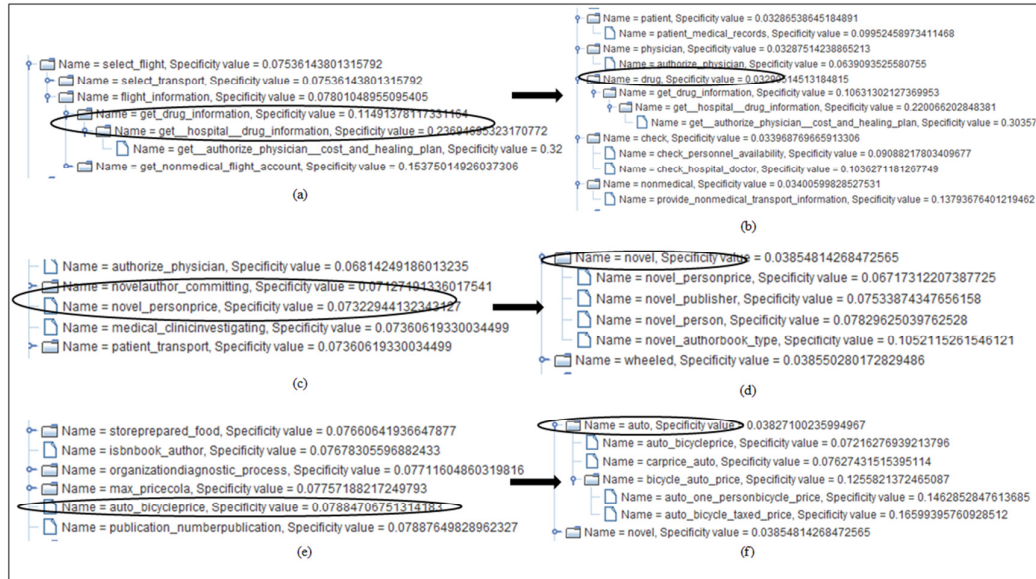 Name = select_flight, Specificity value = 0.07536143801315792
Name = select_transport, Specificity value = 0.07536143801315792
Name = flight_information, Specificity value = 0.07801048955095405
Name = get_drug_information, Specificity value = 0.11491378117331164
Name = get__hospital__drug_information, Specificity value = 0.23694695323170772
Name = get__authorize_physician__cost_and_healing_plan, Specificity value = 0.32
Name = get_nonmedical_flight_account, Specificity value = 0.15375014926037306
(a)
Name = patient, Specificity value = 0.03286538645184891
Name = patient_medical_records, Specificity value = 0.09952458973411468
Name = physician, Specificity value = 0.03287514238865213
Name = authorize_physician, Specificity value = 0.0639093525580755
Name = drug, Specificity value = 0.03290514513184815
Name = get_drug_information, Specificity value = 0.10631302127369953
Name = get__hospital__drug_information, Specificity value = 0.220066202848381
Name = get__authorize_physician__cost_and_healing_plan, Specificity value = 0.30357
Name = check, Specificity value = 0.033968769665913306
Name = check_personnel_availability, Specificity value = 0.09088217803409677
Name = check_hospital_doctor, Specificity value = 0.1036271181267749
Name = nonmedical, Specificity value = 0.03400599828527531
Name = provide_nonmedical_transport_information, Specificity value = 0.13793676401219462
(b)
Name = authorize_physician, Specificity value = 0.06814249186013235
Name = novelauthor_committing, Specificity value = 0.07127191336017541
Name = novel_personprice, Specificity value = 0.07322944132343127
Name = medical_clinicinvestigating, Specificity value = 0.07360619330034499
Name = patient_transport, Specificity value = 0.07360619330034499
(c)
Name = novel, Specificity value = 0.03854814268472565
Name = novel_personprice, Specificity value = 0.06717312207387725
Name = novel_publisher, Specificity value = 0.07533874347656158
Name = novel_person, Specificity value = 0.07829625039762528
Name = novel_authorbook_type, Specificity value = 0.1052115261546121
Name = wheeled, Specificity value = 0.038550280172829486
(d)
Name = storeprepared_food, Specificity value = 0.07660641936647877
Name = isbnbook_author, Specificity value = 0.07678305596882433
Name = organizationdiagnostic_process, Specificity value = 0.07711604860319816
Name = max_pricecola, Specificity value = 0.07757188217249793
Name = auto_bicycleprice, Specificity value = 0.07884706751314183
Name = publication_numberpublication, Specificity value = 0.07887649828962327
(e)
Name = auto, Specificity value = 0.03827100235994967
Name = auto_bicycleprice, Specificity value = 0.07216276939213796
Name = carprice_auto, Specificity value = 0.07627431515395114
Name = bicycle_auto_price, Specificity value = 0.1255821372465087
Name = auto_one_personbicycle_price, Specificity value = 0.1462852847613685
Name = auto_bicycle_taxed_price, Specificity value = 0.16599395760928512
Name = novel, Specificity value = 0.03854814268472565
(f)